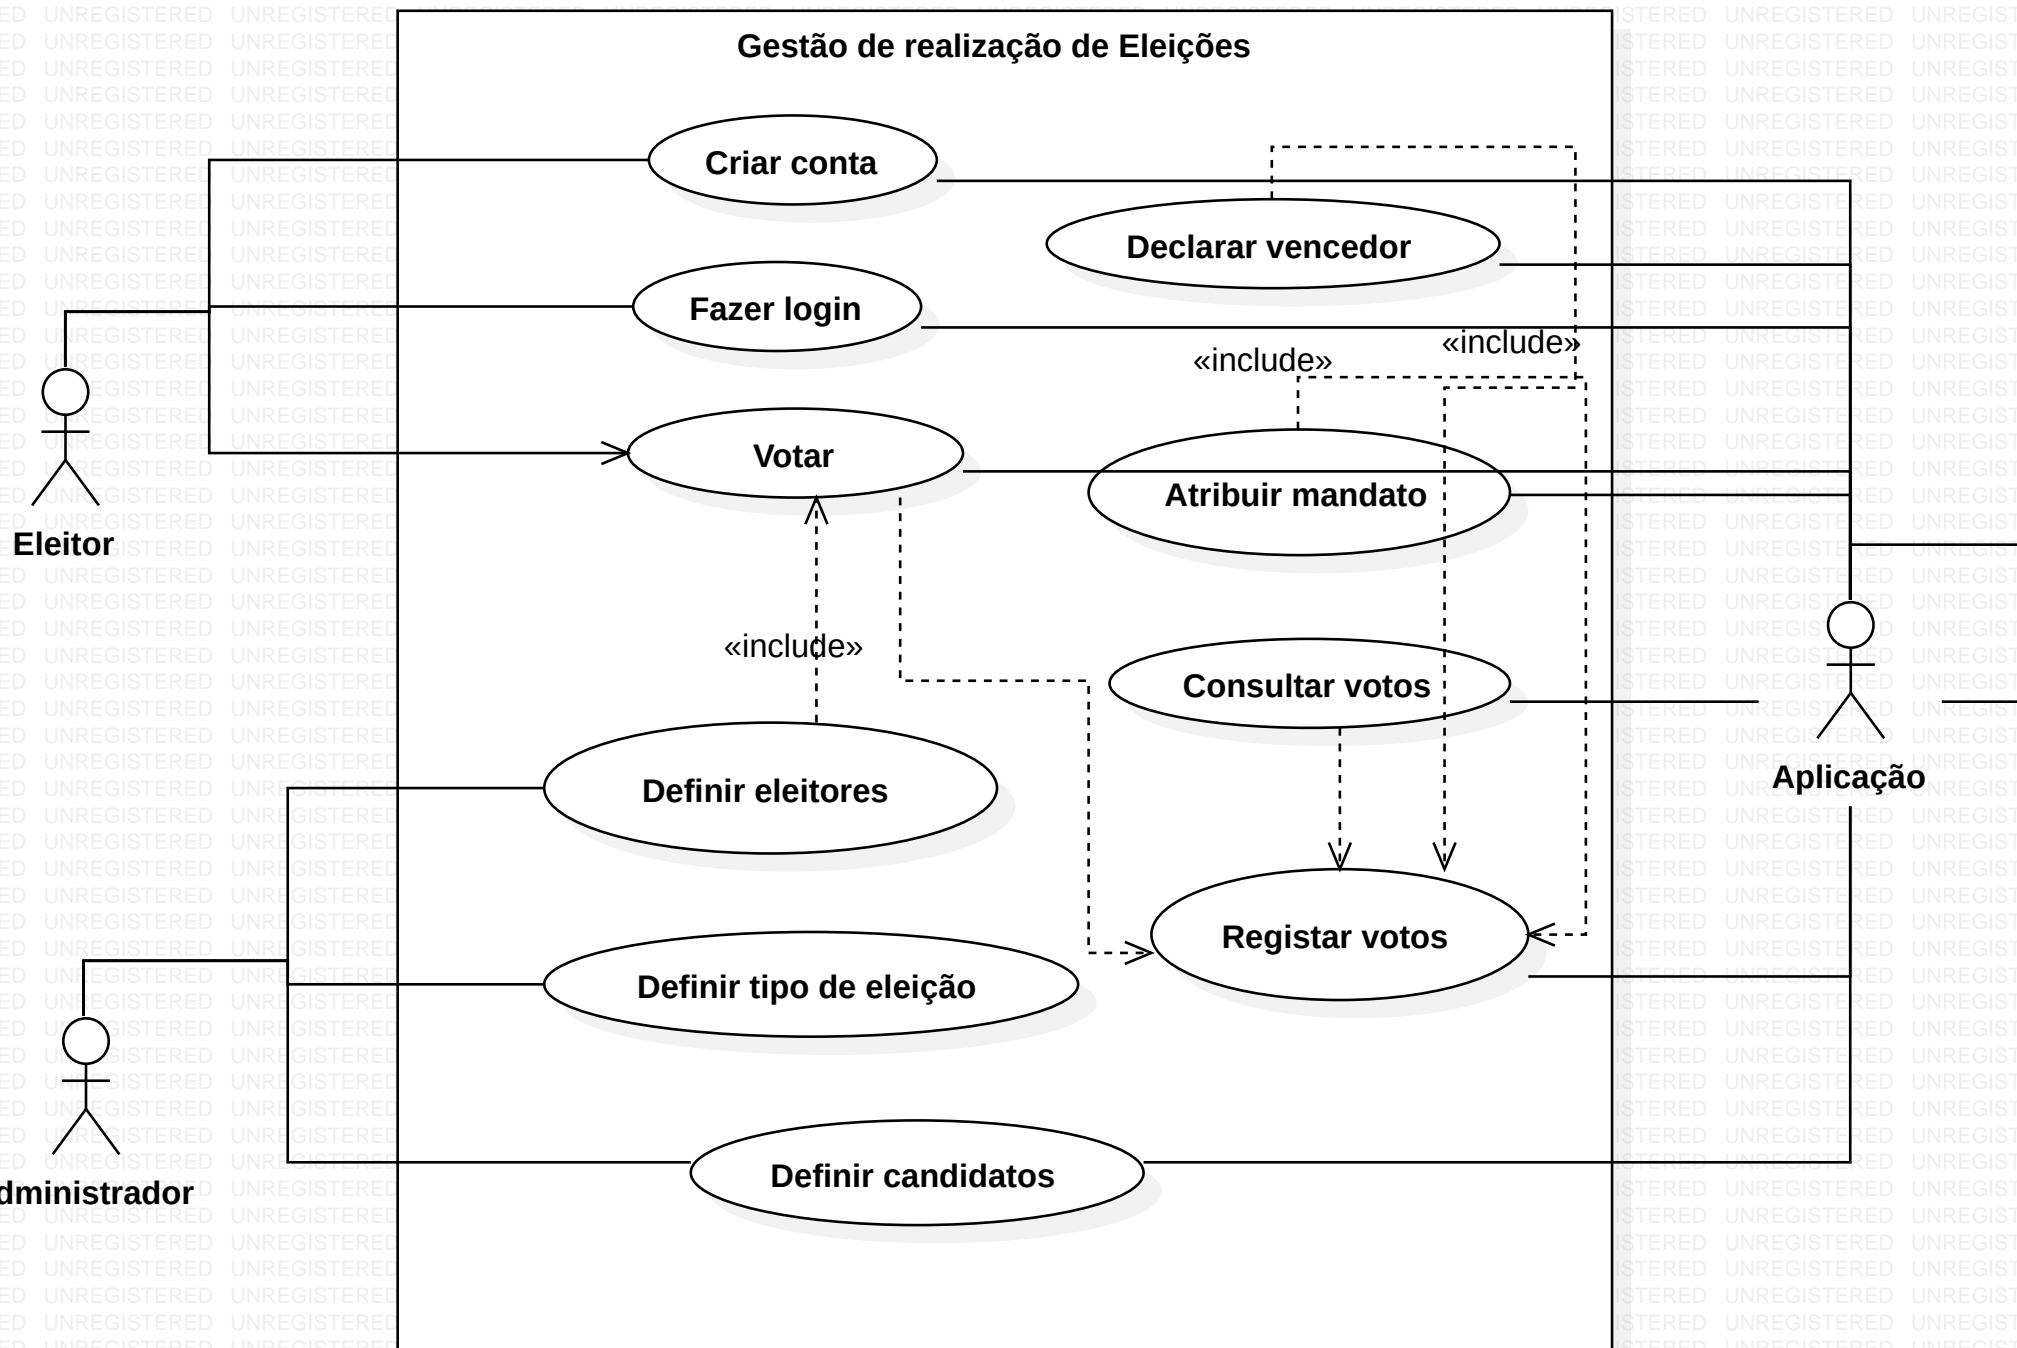 Gestão de realização de Eleições
Criar conta
Declarar vencedor
Fazer login
«include»
«include»
Votar
Atribuir mandato
Eleitor
«include»
Consultar votos
Aplicação
Definir eleitores
Registar votos
Definir tipo de eleição
Definir candidatos
dministrador
UNREGISTERED